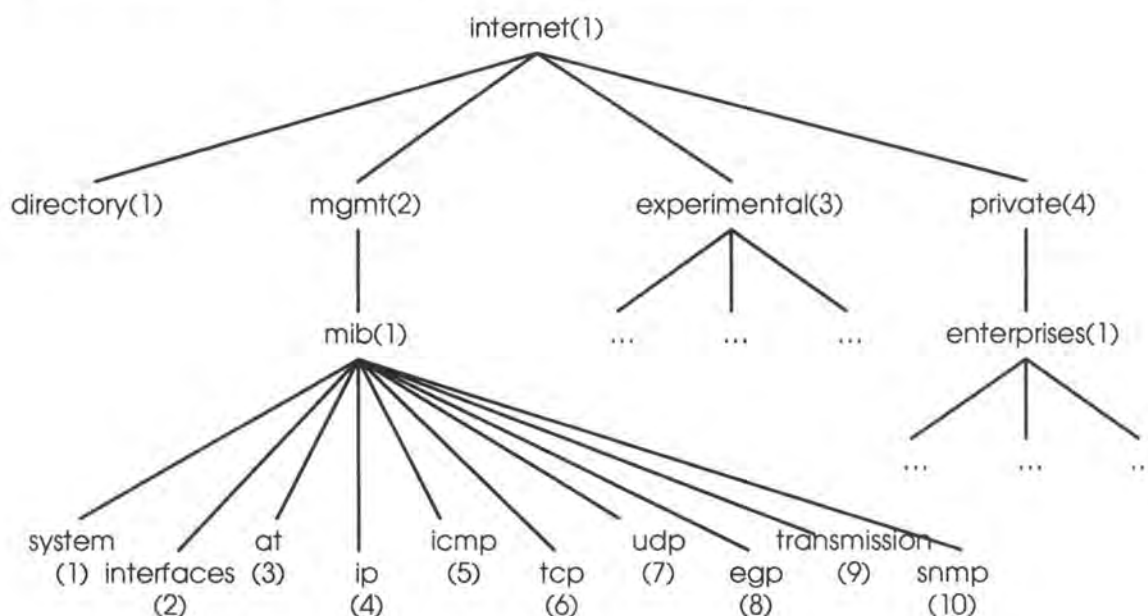 internet(1)
directory(1) mgmt(2) experimental(3) private(4)
mib(1) ... ... ... enterprises(1)
... ... ...
system at icmp udp transmission
(1) interfaces (3) ip (5) tcp (7) egp (9) snmp
(2) (4) (6) (8) (10)